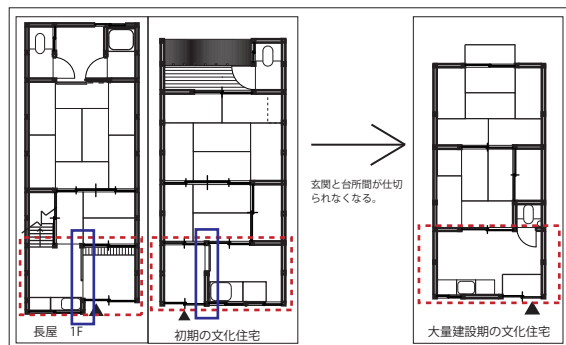 玄関と台所間が仕切
られなくなる。
長屋 1F
初期の文化住宅
大量建設期の文化住宅